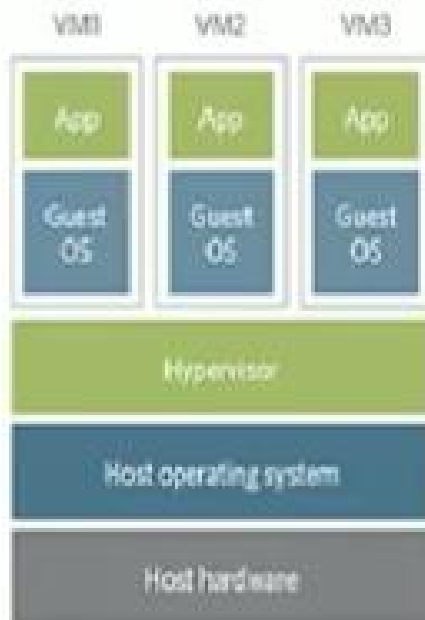 VM1 VM2 VM3
App App App
Guest Guest Guest
OS OS OS
Hypervisor
Host operating system
Host hardware